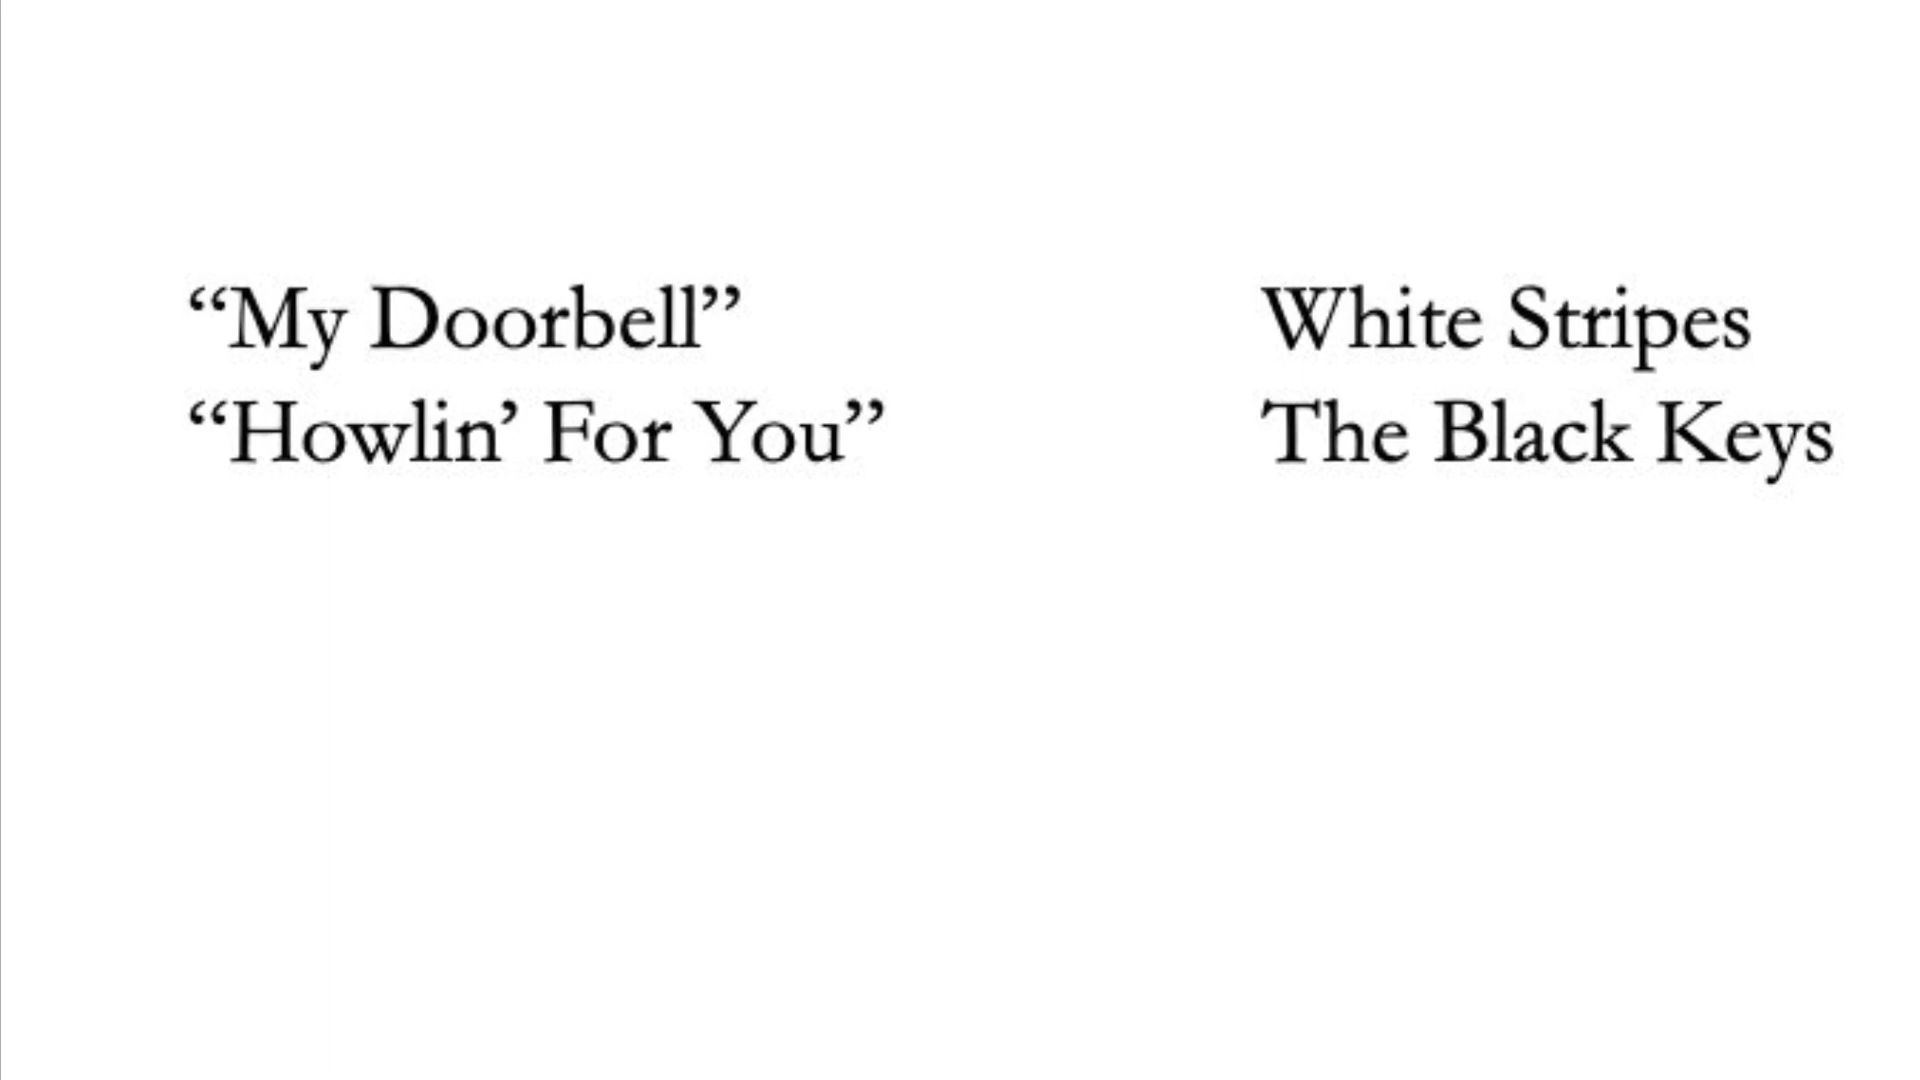 “My Doorbell” White Stripes
“Howlin’ For You” The Black Keys